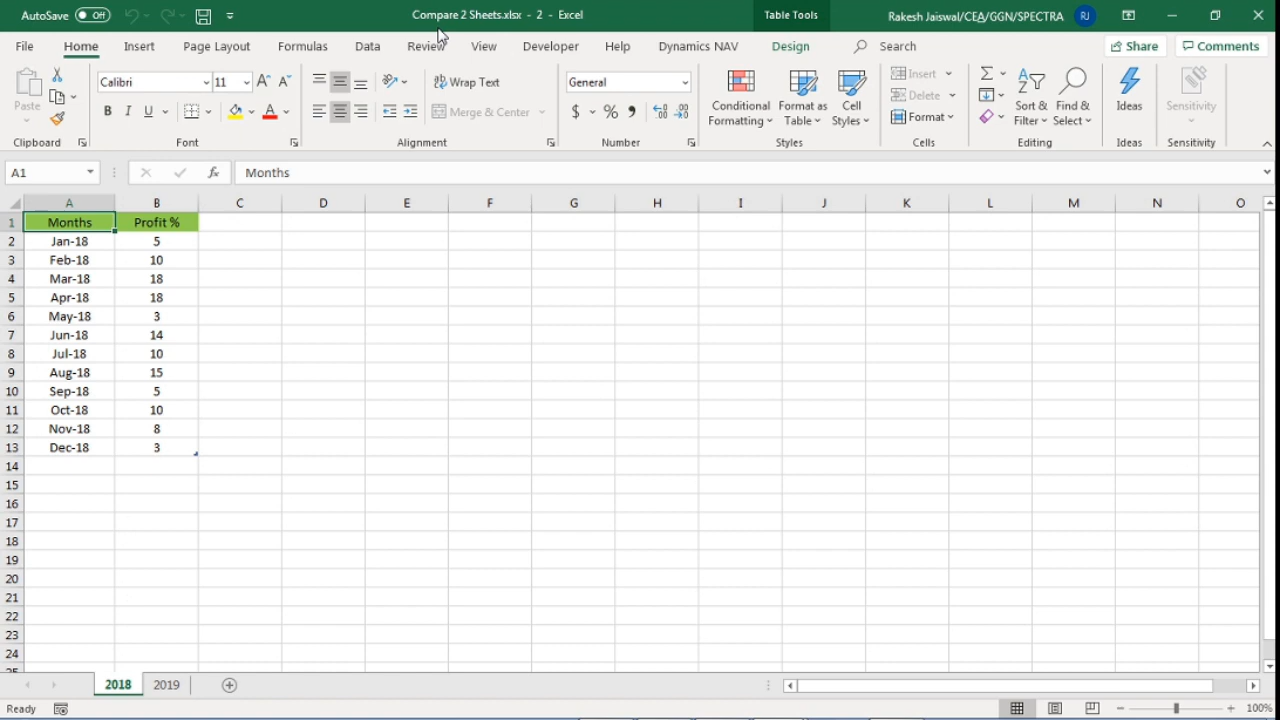 AutoSave Off Compare 2 Sheets.xlsx - 2 - Excel Table Tools Rakesh Jaiswal/CEA/GGN/SPECTRA RJ
File Home Insert Page Layout Formulas Data Review View Developer Help Dynamics NAV Design Search Share Comments
Paste Calibri 11 A A Wrap Text General Conditional Formatting Format as Table Cell Styles Insert Delete Format Sort & Filter Find & Select Ideas Sensitivity
B I U A Merge & Center $ % ,
Clipboard Font Alignment Number Styles Cells Editing Ideas Sensitivity
A1 fx Months
A B C D E F G H I J K L M N O
1 Months Profit %
2 Jan-18 5
3 Feb-18 10
4 Mar-18 18
5 Apr-18 18
6 May-18 3
7 Jun-18 14
8 Jul-18 10
9 Aug-18 15
10 Sep-18 5
11 Oct-18 10
12 Nov-18 8
13 Dec-18 3
14
15
16
17
18
19
20
21
22
23
24
25
2018 2019
Ready 100%